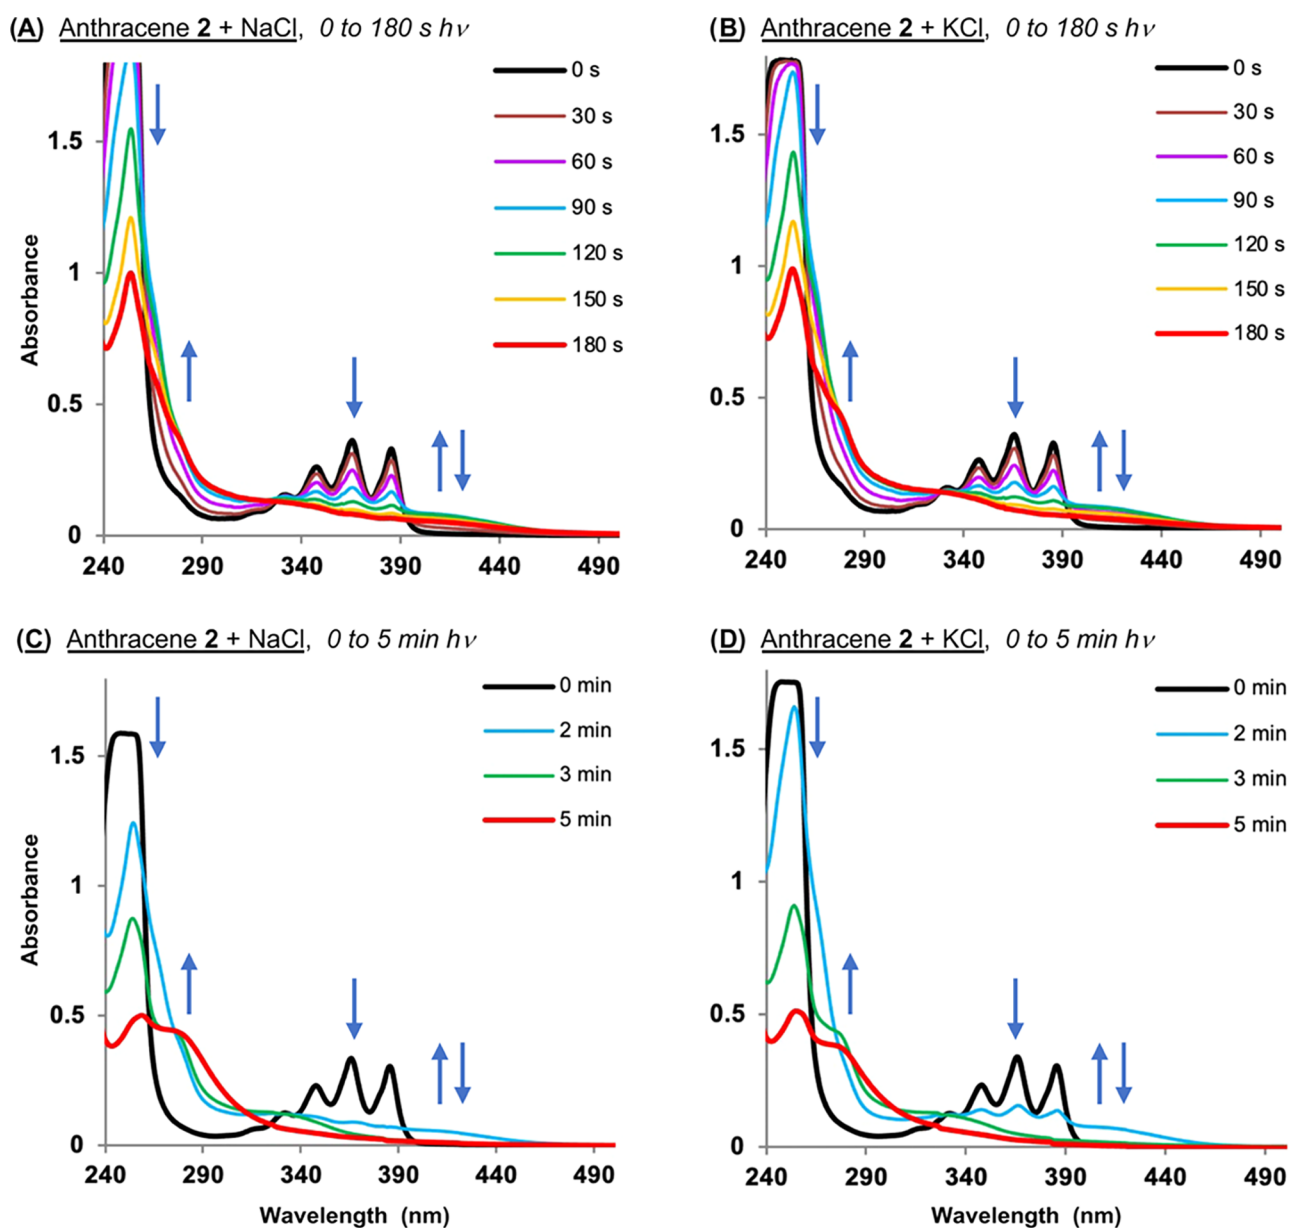 (A) Anthracene 2 + NaCl, 0 to 180 s hν
Absorbance
1.5
1
0.5
0
240 290 340 390 440 490
0 s
30 s
60 s
90 s
120 s
150 s
180 s
(B) Anthracene 2 + KCl, 0 to 180 s hν
1.5
1
0.5
0
240 290 340 390 440 490
0 s
30 s
60 s
90 s
120 s
150 s
180 s
(C) Anthracene 2 + NaCl, 0 to 5 min hν
Absorbance
1.5
1
0.5
0
240 290 340 390 440 490
Wavelength (nm)
0 min
2 min
3 min
5 min
(D) Anthracene 2 + KCl, 0 to 5 min hν
1.5
1
0.5
0
240 290 340 390 440 490
Wavelength (nm)
0 min
2 min
3 min
5 min